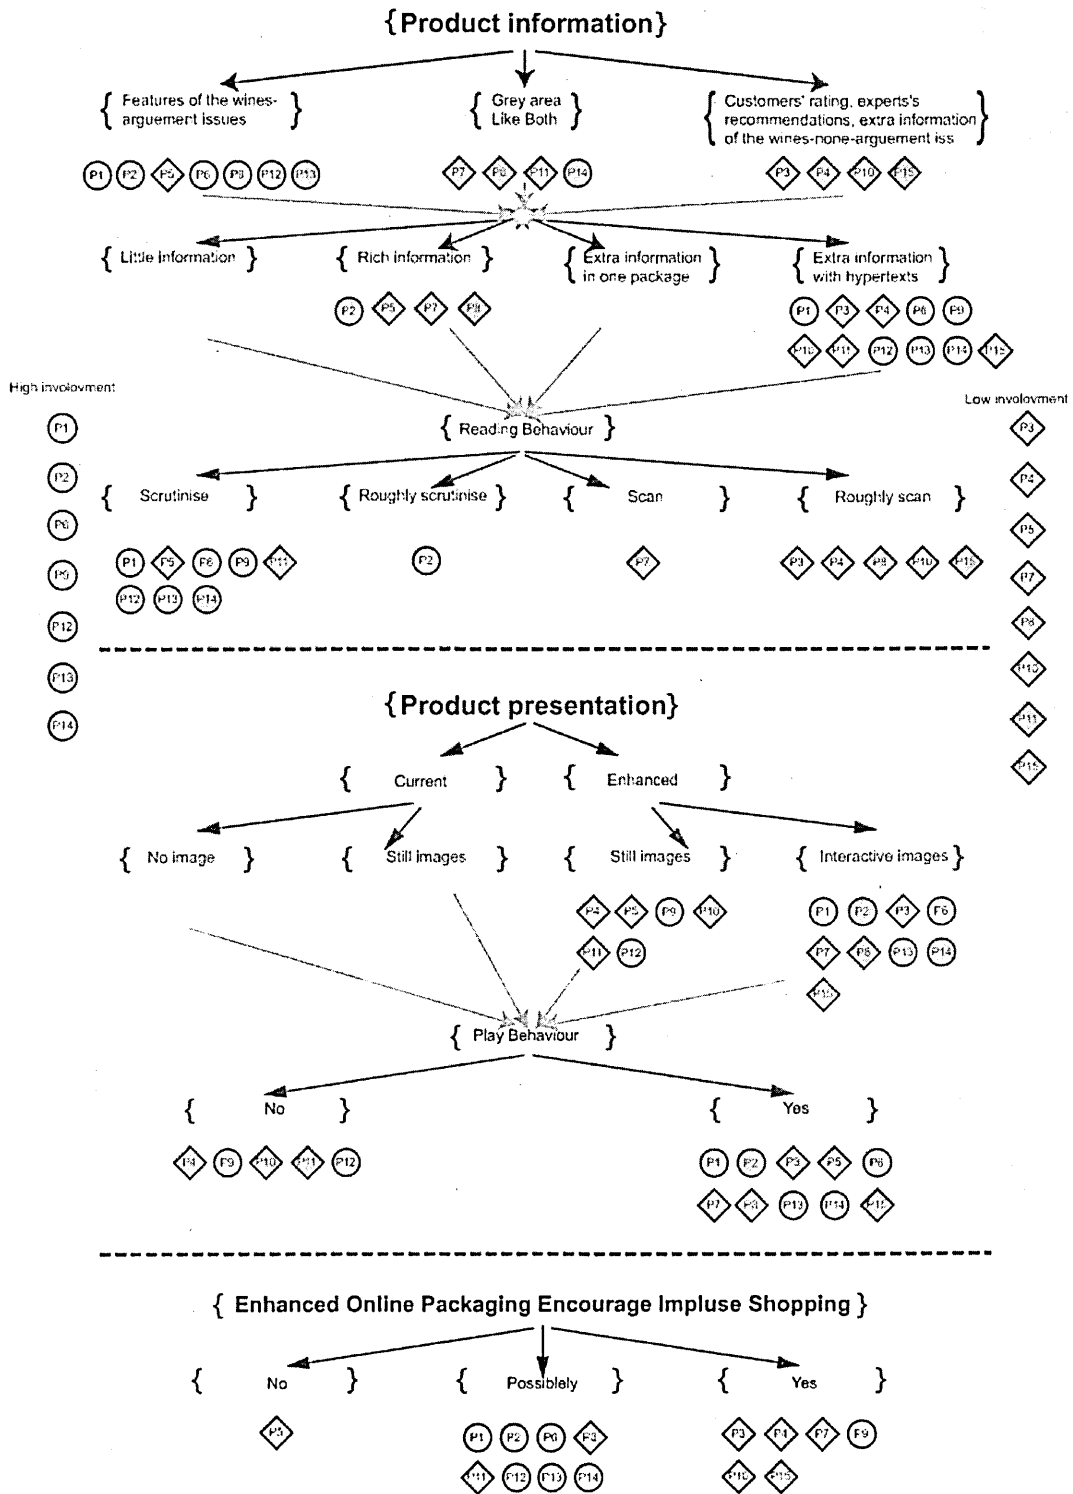 {Product information}
{ Features of the wines- arguement issues }
{ Grey area Like Both }
{ Customers' rating, experts's recommendations, extra information of the wines-none-arguement iss }
P1 P2 P5 P6 P12 P13
P7 P11 P14
P3 P4 P10 P15
{ Little Information }
{ Rich information }
{ Extra information in one package }
{ Extra information with hypertexts }
P2 P5 P7
P1 P3 P4 P9
P10 P11 P12 P13 P14 P15
High involovment
Low involovment
{ Reading Behaviour }
{ Scrutinise }
{ Roughly scrutinise }
{ Scan }
{ Roughly scan }
P1 P5 P9 P11
P12 P13 P14
P2
P7
P3 P4 P8 P10 P15
P1
P2
P6
P9
P12
P13
P14
P3
P4
P5
P7
P8
P10
P11
P15
{Product presentation}
{ Current }
{ Enhanced }
{ No image }
{ Still images }
{ Still images }
{ Interactive images }
P4 P5 P9 P10
P11 P12
P1 P2 P3
P7 P8 P13 P14
P15
{ Play Behaviour }
{ No }
{ Yes }
P4 P10 P11 P12
P1 P2 P3 P5 P6
P7 P13 P14 P15
{ Enhanced Online Packaging Encourage Impluse Shopping }
{ No }
{ Possiblely }
{ Yes }
P5
P1 P2 P6
P11 P12 P13 P14
P3 P4 P7
P10 P15